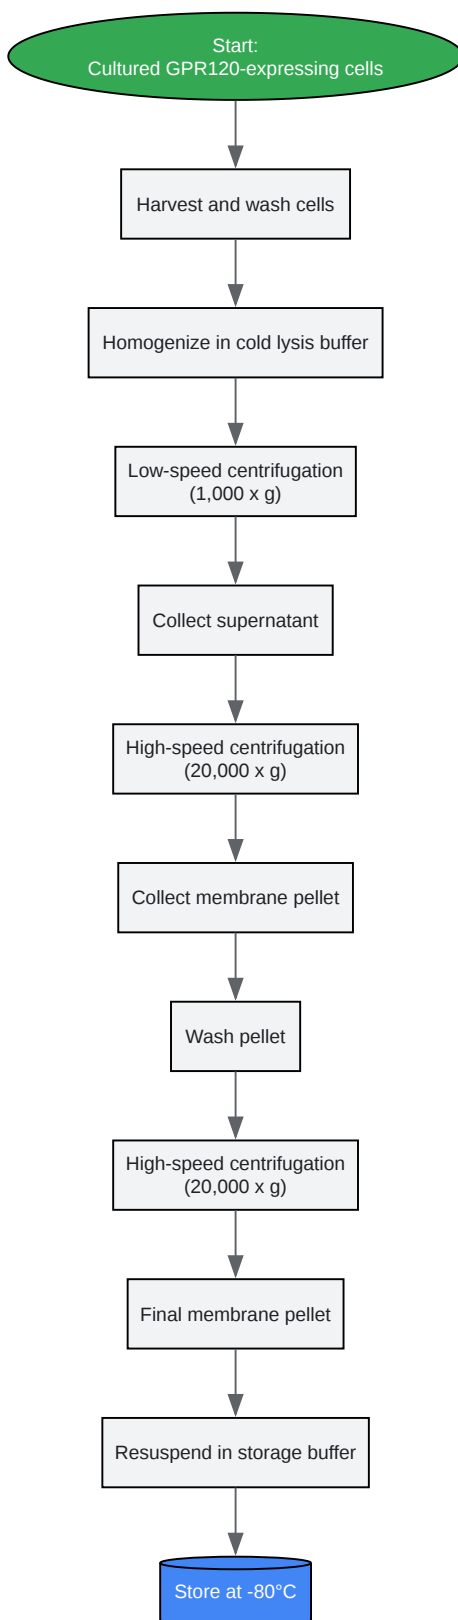 Start:
Cultured GPR120-expressing cells
Harvest and wash cells
Homogenize in cold lysis buffer
Low-speed centrifugation
(1,000 x g)
Collect supernatant
High-speed centrifugation
(20,000 x g)
Collect membrane pellet
Wash pellet
High-speed centrifugation
(20,000 x g)
Final membrane pellet
Resuspend in storage buffer
Store at -80°C